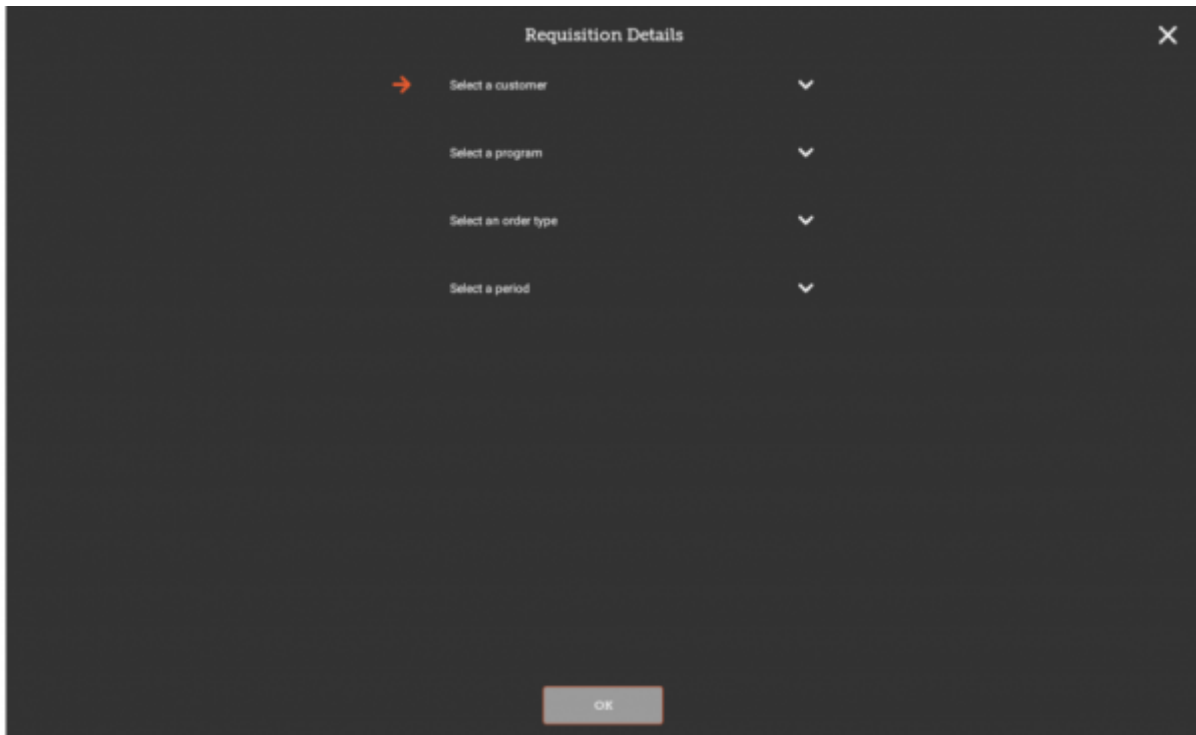 Requisition Details
Select a customer
Select a program
Select an order type
Select a period
OK